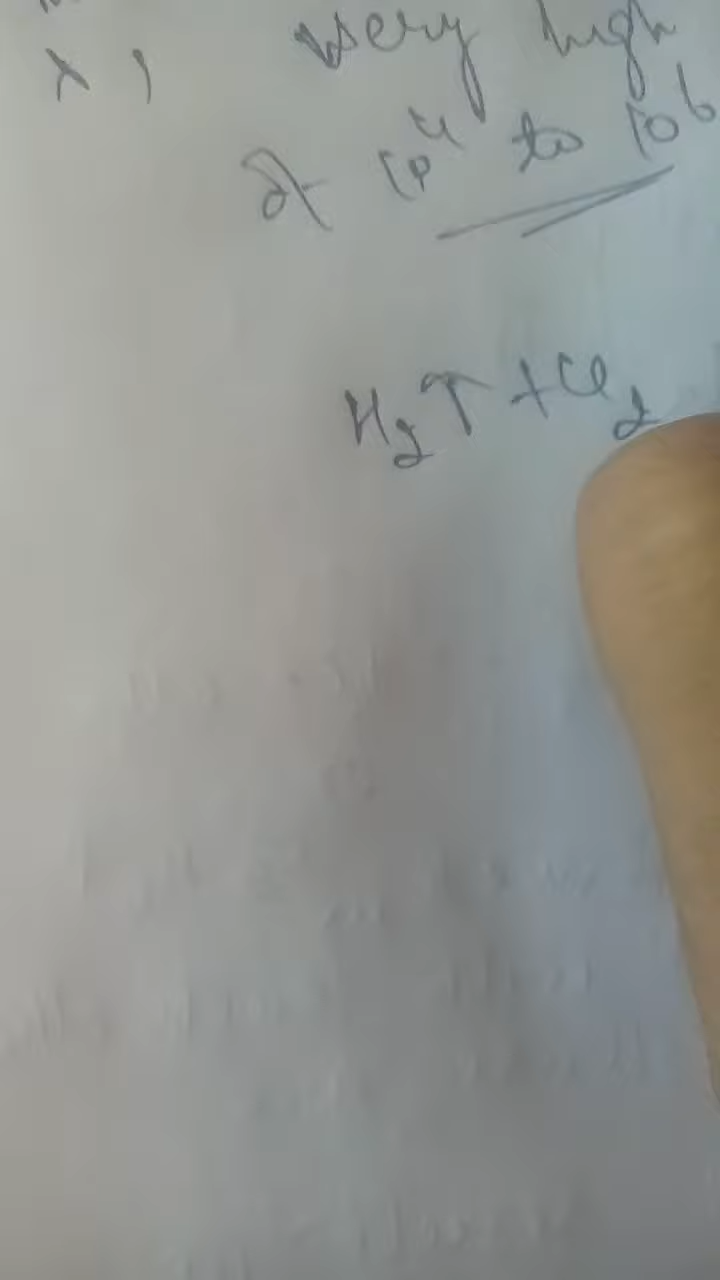 λ, very high
10⁴ to 10⁶
H₂↑ + Cl₂